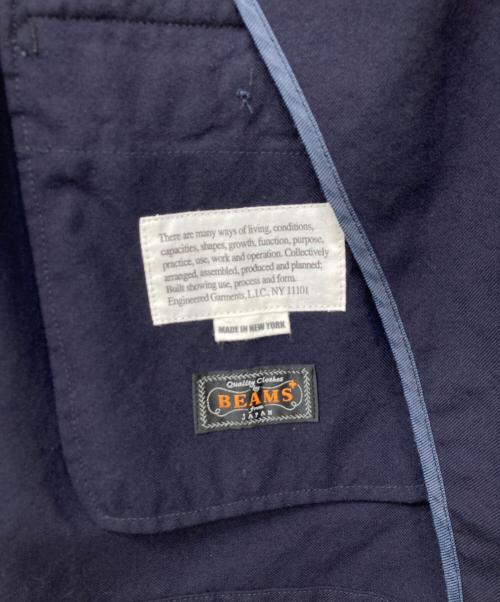 There are many ways of living, conditions,
capacities, shapes, growth, function, purpose,
practice, use, work and operation. Collectively
arranged, assembled, produced and planned;
Built showing use, process and form.
Engineered Garments, L.I.C., NY 11101
MADE IN NEW YORK
Quality Clothes
by
BEAMS+
from
JAPAN